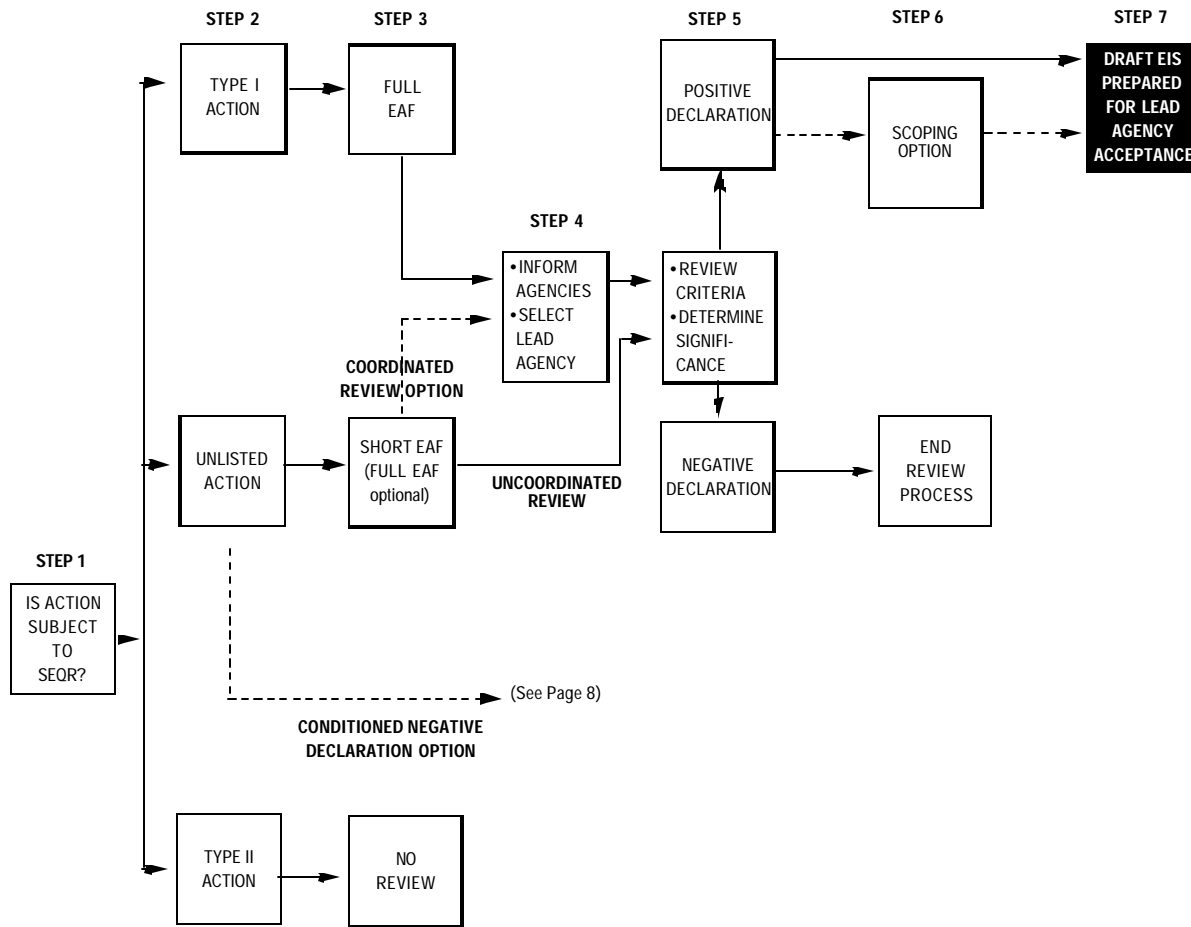 STEP 2
STEP 3
STEP 5
STEP 6
STEP 7
TYPE I
ACTION
FULL
EAF
POSITIVE
DECLARATION
SCOPING
OPTION
DRAFT EIS
PREPARED
FOR LEAD
AGENCY
ACCEPTANCE
STEP 4
•INFORM
AGENCIES
•SELECT
LEAD
AGENCY
•REVIEW
CRITERIA
•DETERMINE
SIGNIFI-
CANCE
COORDINATED
REVIEW OPTION
UNLISTED
ACTION
SHORT EAF
(FULL EAF
optional)
UNCOORDINATED
REVIEW
NEGATIVE
DECLARATION
END
REVIEW
PROCESS
STEP 1
IS ACTION
SUBJECT
TO
SEQR?
(See Page 8)
CONDITIONED NEGATIVE
DECLARATION OPTION
TYPE II
ACTION
NO
REVIEW